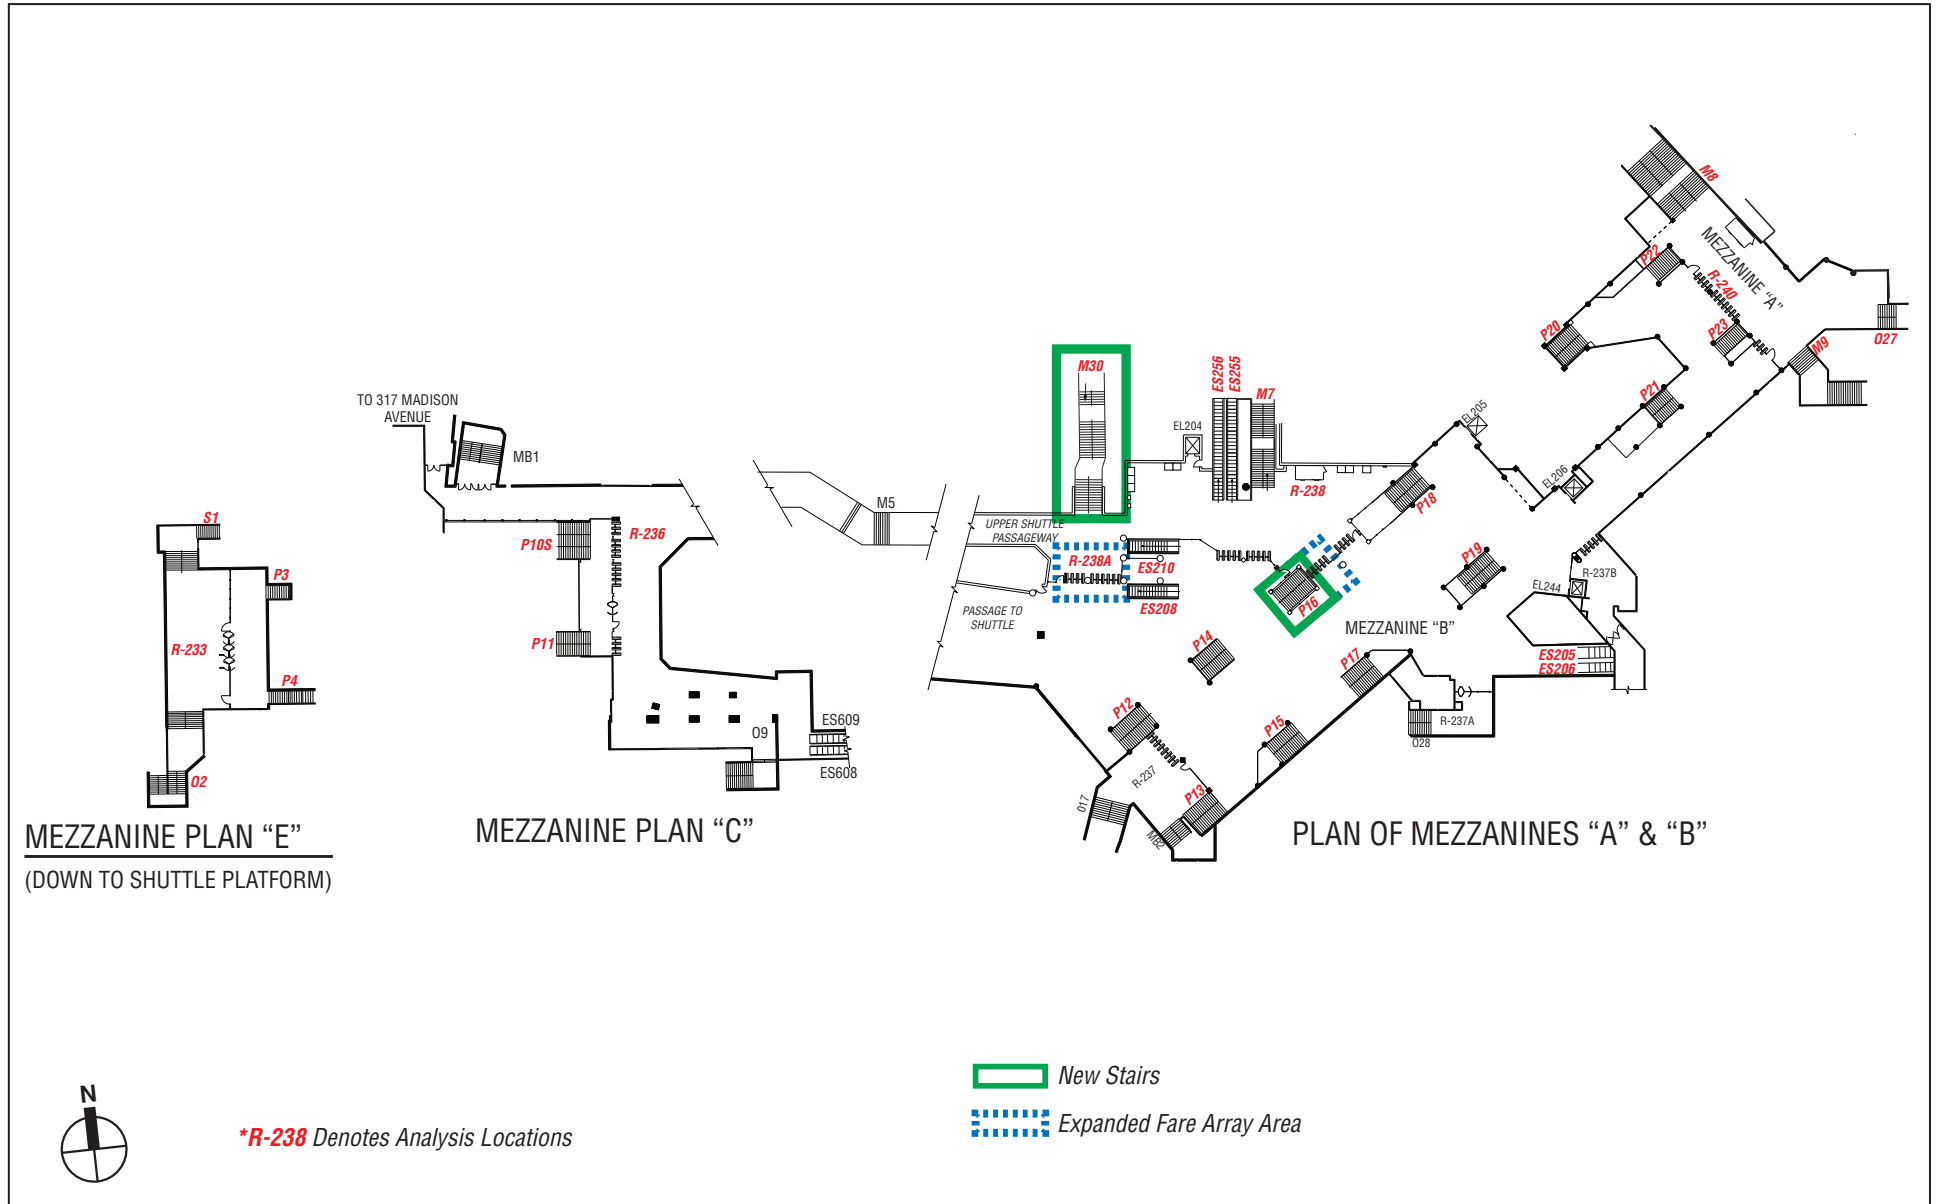 M8
MEZZANINE "A"
P22
R-240
P20
P23
M9
O27
P21
M30
ES256
ES255
M7
EL204
EL205
EL206
R-238
P18
TO 317 MADISON
AVENUE
MB1
M5
UPPER SHUTTLE
PASSAGEWAY
R-238A
ES210
ES208
PASSAGE TO
SHUTTLE
P16
P19
R-237B
EL244
MEZZANINE “B”
ES205
ES206
P14
P17
R-237A
O28
P12
P15
R-237
P13
O17
MB2
S1
P10S
R-236
P3
P11
R-233
P4
O2
O9
ES609
ES608
MEZZANINE PLAN “E”
(DOWN TO SHUTTLE PLATFORM)
MEZZANINE PLAN “C”
PLAN OF MEZZANINES “A” & “B”
N
*R-238 Denotes Analysis Locations
New Stairs
Expanded Fare Array Area